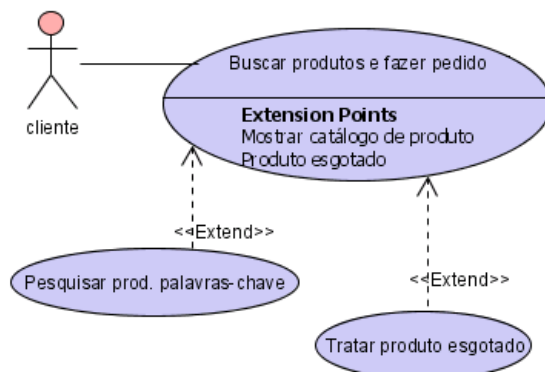 Buscar produtos e fazer pedido
Extension Points
Mostrar catálogo de produto
Produto esgotado
cliente
<<Extend>>
Pesquisar prod. palavras-chave
<<Extend>>
Tratar produto esgotado